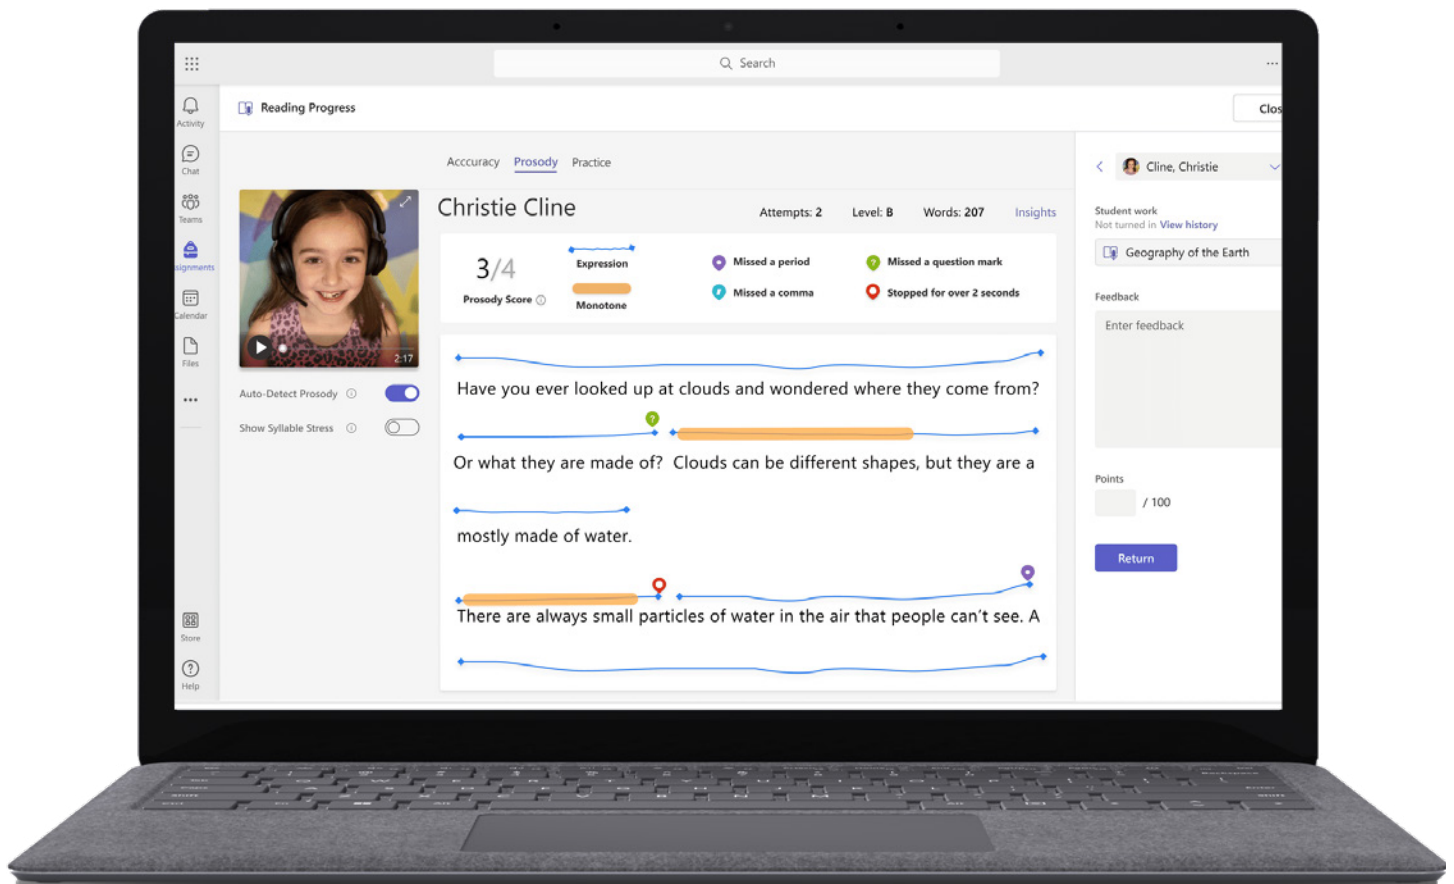 Search
...
Reading Progress
Clos
Activity
Chat
Teams
signments
Calendar
Files
...
Store
Help
Acccuracy Prosody Practice
Christie Cline
Attempts: 2 Level: B Words: 207 Insights
3/4
Prosody Score
Expression
Monotone
Missed a period
Missed a question mark
Missed a comma
Stopped for over 2 seconds
2:17
Auto-Detect Prosody
Show Syllable Stress
Have you ever looked up at clouds and wondered where they come from?
?
Or what they are made of? Clouds can be different shapes, but they are a
mostly made of water.
There are always small particles of water in the air that people can't see. A
Cline, Christie
Student work
Not turned in View history
Geography of the Earth
Feedback
Enter feedback
Points
/ 100
Return